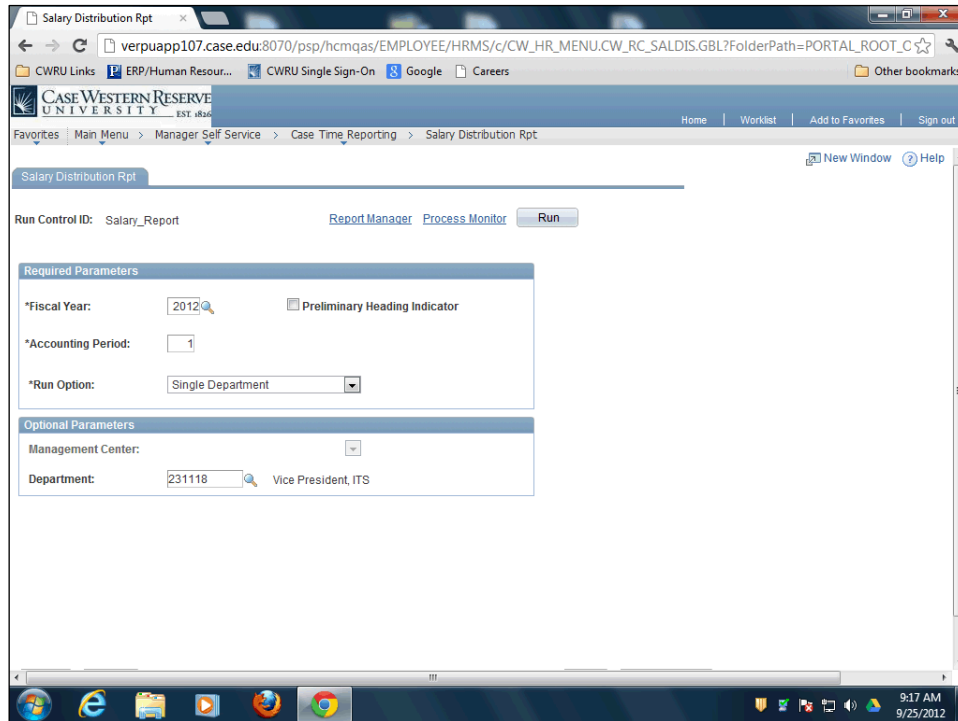 Salary Distribution Rpt
verpuapp107.case.edu:8070/psp/hcmqas/EMPLOYEE/HRMS/c/CW_HR_MENU.CW_RC_SALDIS.GBL?FolderPath=PORTAL_ROOT_O
CWRU Links ERP/Human Resour... CWRU Single Sign-On Google Careers Other bookmarks
CASE WESTERN RESERVE
UNIVERSITY EST. 1826
Home | Worklist | Add to Favorites | Sign out
Favorites Main Menu > Manager Self Service > Case Time Reporting > Salary Distribution Rpt
New Window Help
Salary Distribution Rpt
Run Control ID: Salary_Report Report Manager Process Monitor Run
Required Parameters
*Fiscal Year: 2012 Preliminary Heading Indicator
*Accounting Period: 1
*Run Option: Single Department
Optional Parameters
Management Center:
Department: 231118 Vice President, ITS
9:17 AM
9/25/2012